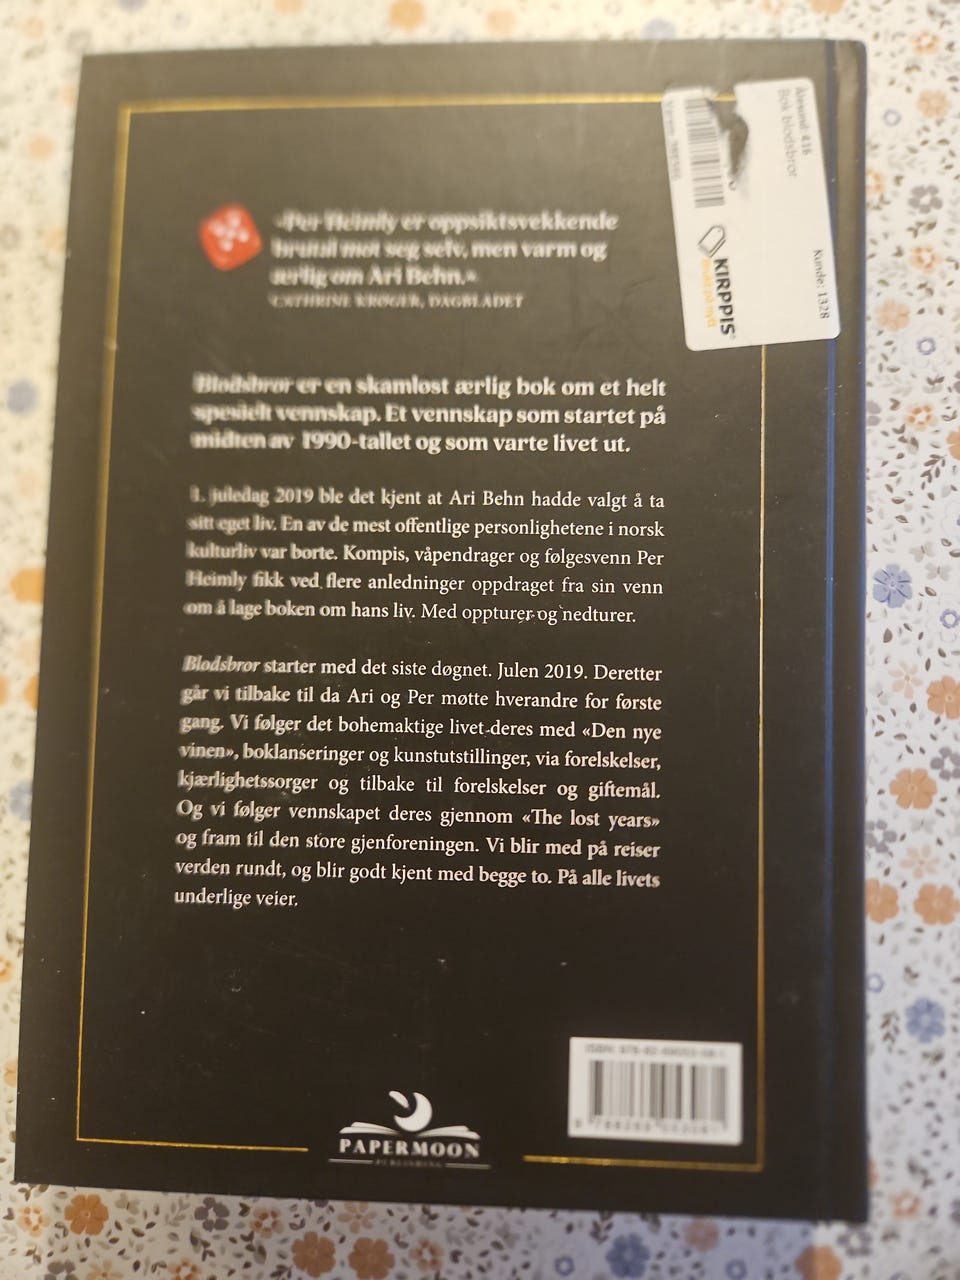 «Per Heimly er oppsiktsvekkende
brutal mot seg selv, men varm og
ærlig om Ari Behn.»
CATHRINE KRØGER, DAGBLADET
Blodsbror er en skamløst ærlig bok om et helt
spesielt vennskap. Et vennskap som startet på
midten av 1990-tallet og som varte livet ut.
1. juledag 2019 ble det kjent at Ari Behn hadde valgt å ta
sitt eget liv. En av de mest offentlige personlighetene i norsk
kulturliv var borte. Kompis, våpendrager og følgesvenn Per
Heimly fikk ved flere anledninger oppdraget fra sin venn
om å lage boken om hans liv. Med oppturer og nedturer.
Blodsbror starter med det siste døgnet. Julen 2019. Deretter
går vi tilbake til da Ari og Per møtte hverandre for første
gang. Vi følger det bohemaktige livet deres med «Den nye
vinen», boklanseringer og kunstutstillinger, via forelskelser,
kjærlighetssorger og tilbake til forelskelser og giftemål.
Og vi følger vennskapet deres gjennom «The lost years»
og fram til den store gjenforeningen. Vi blir med på reiser
verden rundt, og blir godt kjent med begge to. På alle livets
underlige veier.
PAPERMOON
PUBLISHING
Ålesund 416
Bok blodsbror
Kunde: 1328
KIRPPIS